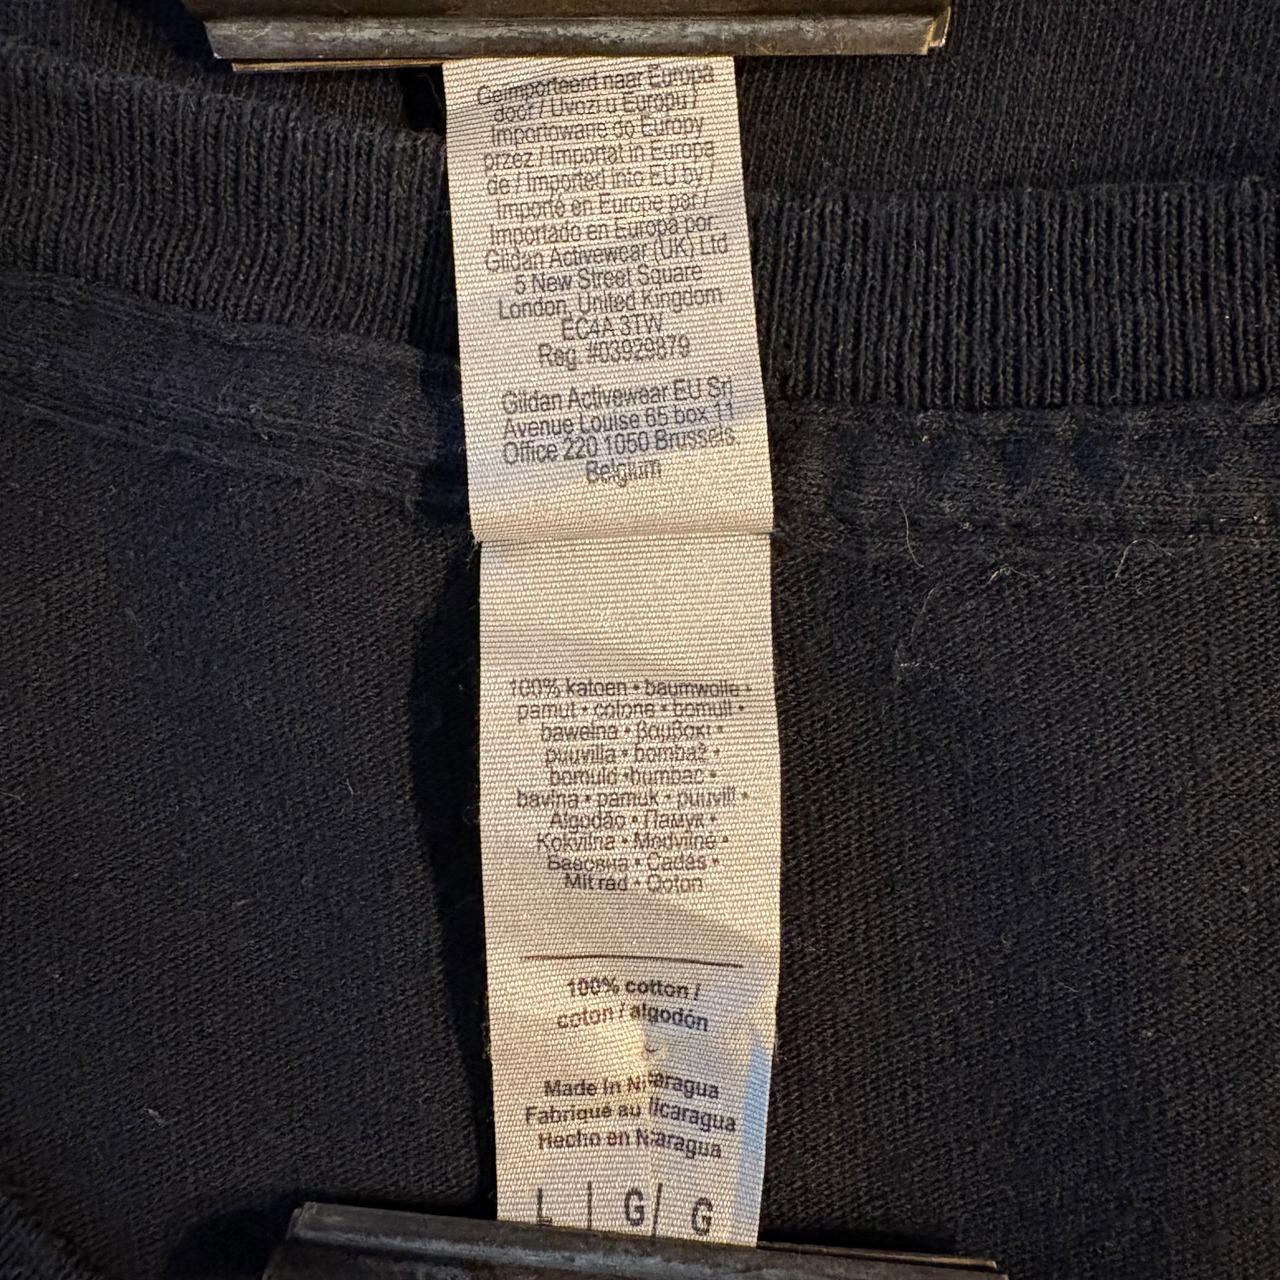 Geïmporteerd naar Europa
door / Uvozi u Europu /
Importowane do Europy
przez / Importat in Europa
de / Imported into EU by /
Importé en Europe par /
Importado en Europa por
Gildan Activewear (UK) Ltd
5 New Street Square
London, United Kingdom
EC4A 3TW
Reg. #03929879
Gildan Activewear EU Srl
Avenue Louise 65 box 11
Office 220 1050 Brussels,
Belgium
100% katoen • baumwolle •
pamut • cotone • bomull •
bawełna • βαμβάκι •
puuvilla • bombaž •
bomuld • bumbac •
bavlna • pamuk • puuvill •
Algodão • Памук •
Kokvilna • Medvilnė •
Бавовна • Cadás •
Mit rad • Qoton
100% cotton /
coton / algodón
Made in Nicaragua
Fabriqué au Nicaragua
Hecho en Nicaragua
L | G | G